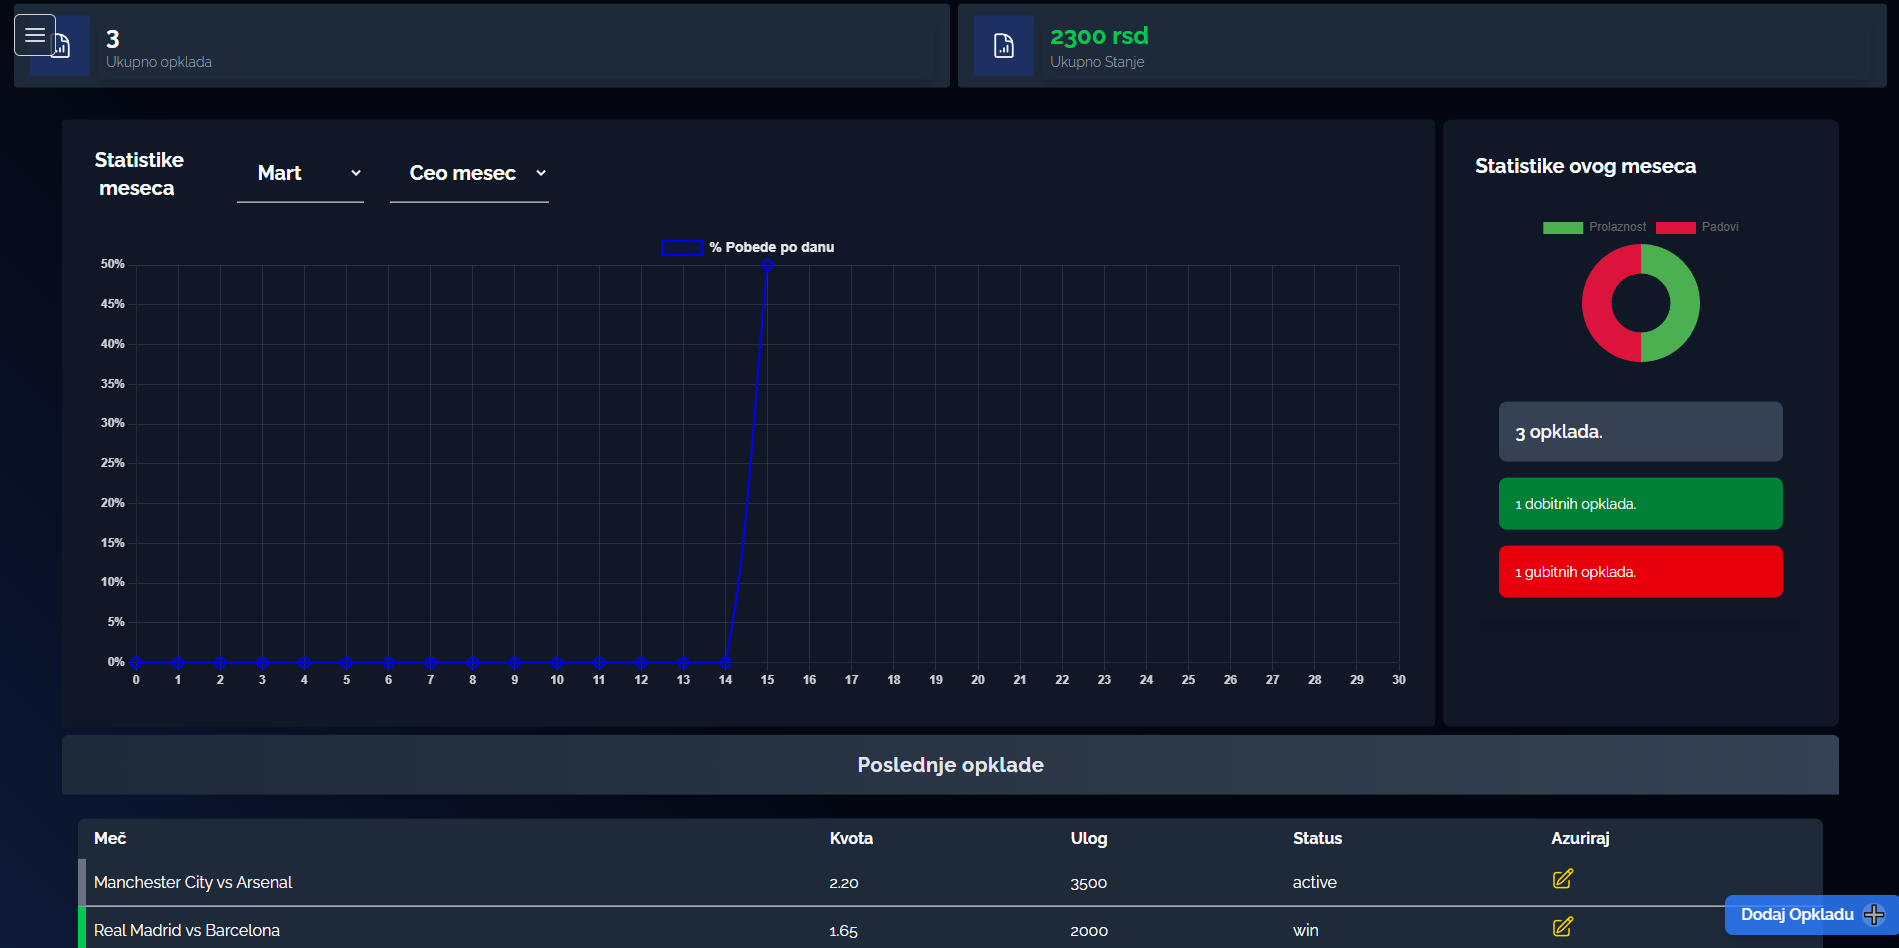 3
Ukupno opklada
2300 rsd
Ukupno Stanje
Statistike
meseca
Mart
Ceo mesec
% Pobede po danu
50%
45%
40%
35%
30%
25%
20%
15%
10%
5%
0%
0 1 2 3 4 5 6 7 8 9 10 11 12 13 14 15 16 17 18 19 20 21 22 23 24 25 26 27 28 29 30
Statistike ovog meseca
Prolaznost Padovi
3 opklada.
1 dobitnih opklada.
1 gubitnih opklada.
Poslednje opklade
Meč Kvota Ulog Status Azuriraj
Manchester City vs Arsenal 2.20 3500 active
Real Madrid vs Barcelona 1.65 2000 win
Dodaj Opkladu